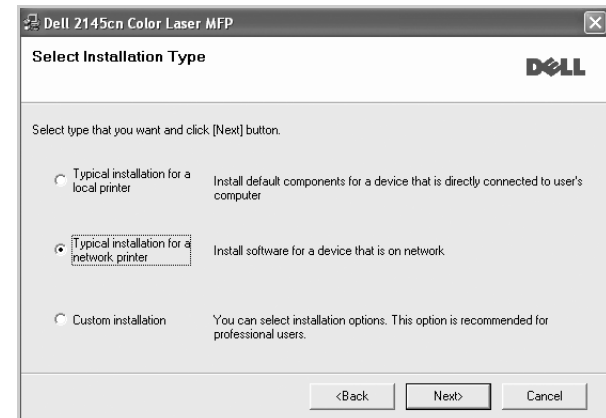 Dell 2145cn Color Laser MFP
Select Installation Type
DELL
Select type that you want and click [Next] button.
Typical installation for a
local printer
Install default components for a device that is directly connected to user's
computer
Typical installation for a
network printer
Install software for a device that is on network
Custom installation
You can select installation options. This option is recommended for
professional users.
<Back
Next>
Cancel